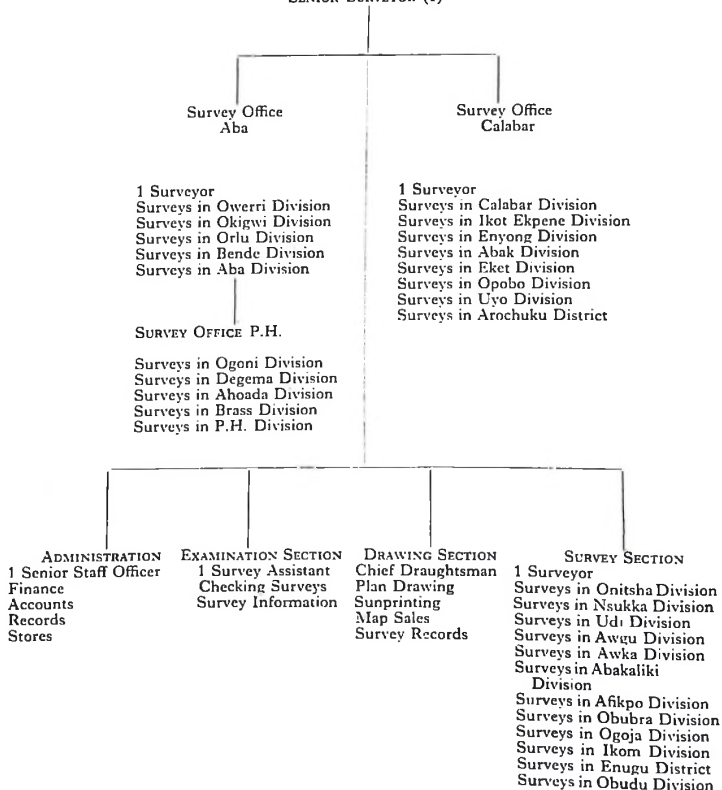 SENIOR SURVEYOR (1)
Survey Office
Aba
Survey Office
Calabar
1 Surveyor
Surveys in Owerri Division
Surveys in Okigwi Division
Surveys in Orlu Division
Surveys in Bende Division
Surveys in Aba Division
1 Surveyor
Surveys in Calabar Division
Surveys in Ikot Ekpene Division
Surveys in Enyong Division
Surveys in Abak Division
Surveys in Eket Division
Surveys in Opobo Division
Surveys in Uyo Division
Surveys in Arochuku District
SURVEY OFFICE P.H.
Surveys in Ogoni Division
Surveys in Degema Division
Surveys in Ahoada Division
Surveys in Brass Division
Surveys in P.H. Division
ADMINISTRATION
1 Senior Staff Officer
Finance
Accounts
Records
Stores
EXAMINATION SECTION
1 Survey Assistant
Checking Surveys
Survey Information
DRAWING SECTION
Chief Draughtsman
Plan Drawing
Sunprinting
Map Sales
Survey Records
SURVEY SECTION
1 Surveyor
Surveys in Onitsha Division
Surveys in Nsukka Division
Surveys in Udi Division
Surveys in Awgu Division
Surveys in Awka Division
Surveys in Abakaliki
Division
Surveys in Afikpo Division
Surveys in Obubra Division
Surveys in Ogoja Division
Surveys in Ikom Division
Surveys in Enugu District
Surveys in Obudu Division